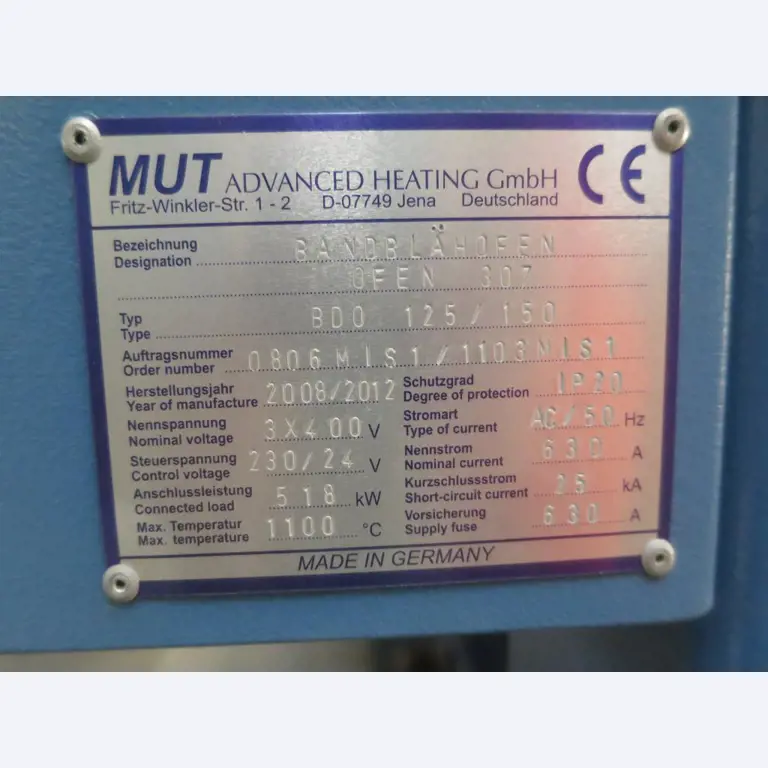 MUT ADVANCED HEATING GmbH CE
Fritz-Winkler-Str. 1 - 2 D-07749 Jena Deutschland
Bezeichnung
Designation BANDBLÄHOFEN
OFEN 307
Typ
Type BDO 125/150
Auftragsnummer
Order number 0806MIS1/1103MIS1
Herstellungsjahr
Year of manufacture 2008/2012
Schutzgrad
Degree of protection IP20
Nennspannung
Nominal voltage 3X400 V
Stromart
Type of current AC/50 Hz
Steuerspannung
Control voltage 230/24 V
Nennstrom
Nominal current 630 A
Anschlussleistung
Connected load 518 kW
Kurzschlussstrom
Short-circuit current 25 kA
Max. Temperatur
Max. temperature 1100 °C
Vorsicherung
Supply fuse 630 A
MADE IN GERMANY